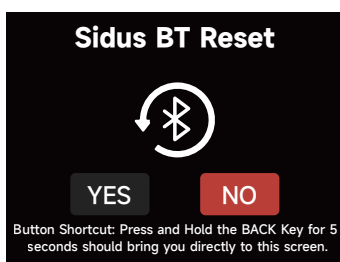 Sidus BT Reset
YES
NO
Button Shortcut: Press and Hold the BACK Key for 5
seconds should bring you directly to this screen.